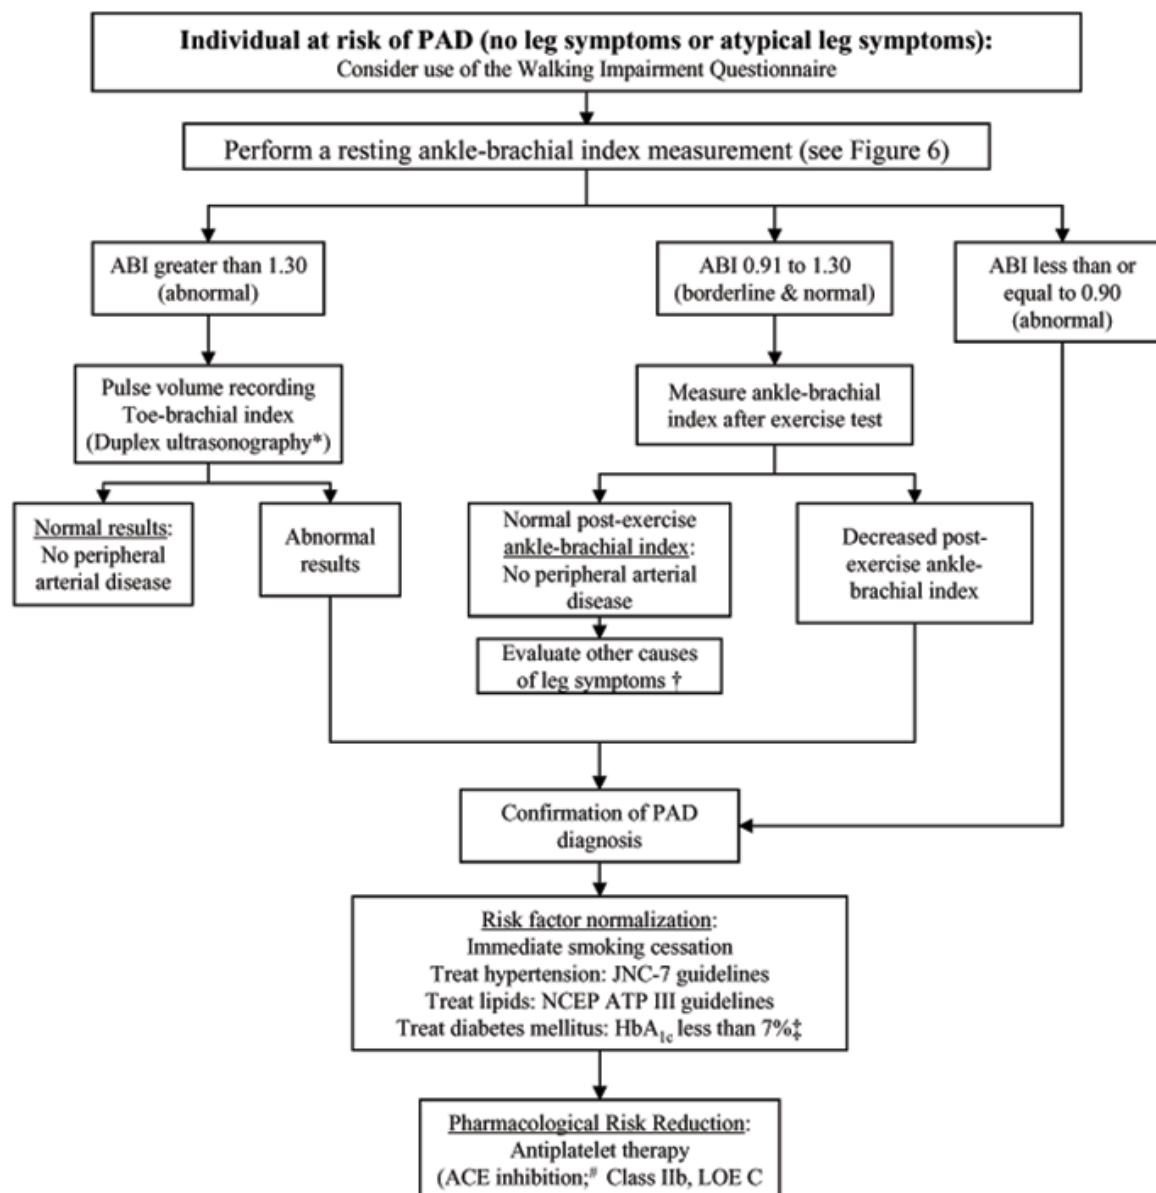 Individual at risk of PAD (no leg symptoms or atypical leg symptoms):
Consider use of the Walking Impairment Questionnaire
Perform a resting ankle-brachial index measurement (see Figure 6)
ABI greater than 1.30
(abnormal)
ABI 0.91 to 1.30
(borderline & normal)
ABI less than or
equal to 0.90
(abnormal)
Pulse volume recording
Toe-brachial index
(Duplex ultrasonography*)
Measure ankle-brachial
index after exercise test
Normal results:
No peripheral
arterial disease
Abnormal
results
Normal post-exercise
ankle-brachial index:
No peripheral arterial
disease
Decreased post-
exercise ankle-
brachial index
Evaluate other causes
of leg symptoms †
Confirmation of PAD
diagnosis
Risk factor normalization:
Immediate smoking cessation
Treat hypertension: JNC-7 guidelines
Treat lipids: NCEP ATP III guidelines
Treat diabetes mellitus: HbA1c less than 7%‡
Pharmacological Risk Reduction:
Antiplatelet therapy
(ACE inhibition;# Class IIb, LOE C